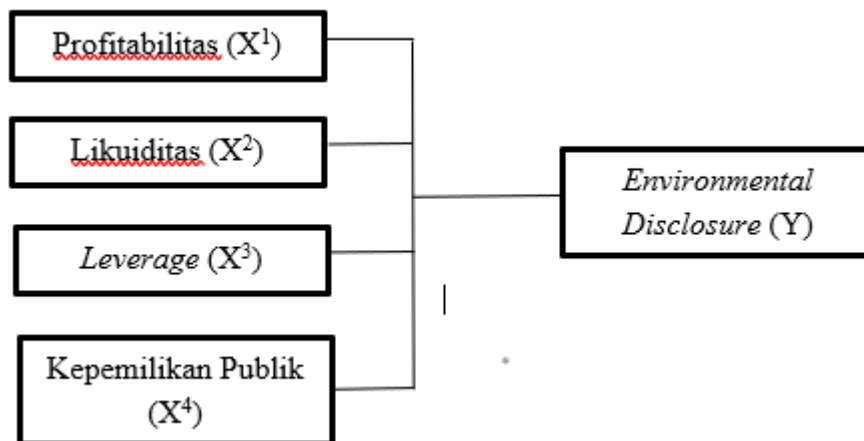 Profitabilitas (X¹)
Likuiditas (X²)
Leverage (X³)
Kepemilikan Publik
(X⁴)
Environmental
Disclosure (Y)